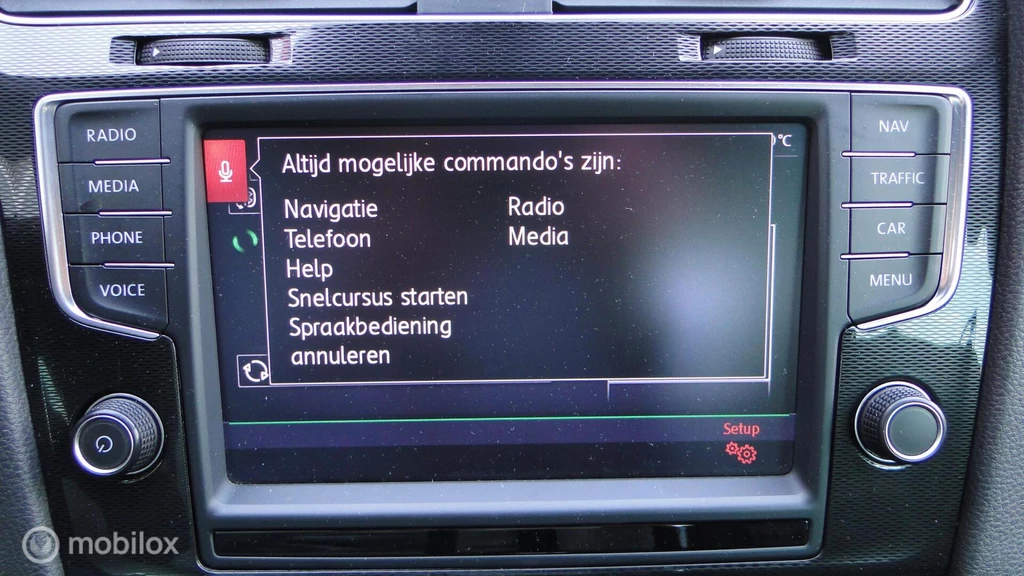 RADIO
MEDIA
PHONE
VOICE
NAV
TRAFFIC
CAR
MENU
°C
Altijd mogelijke commando's zijn:
Navigatie
Telefoon
Help
Snelcursus starten
Spraakbediening
annuleren
Radio
Media
Setup
mobilox